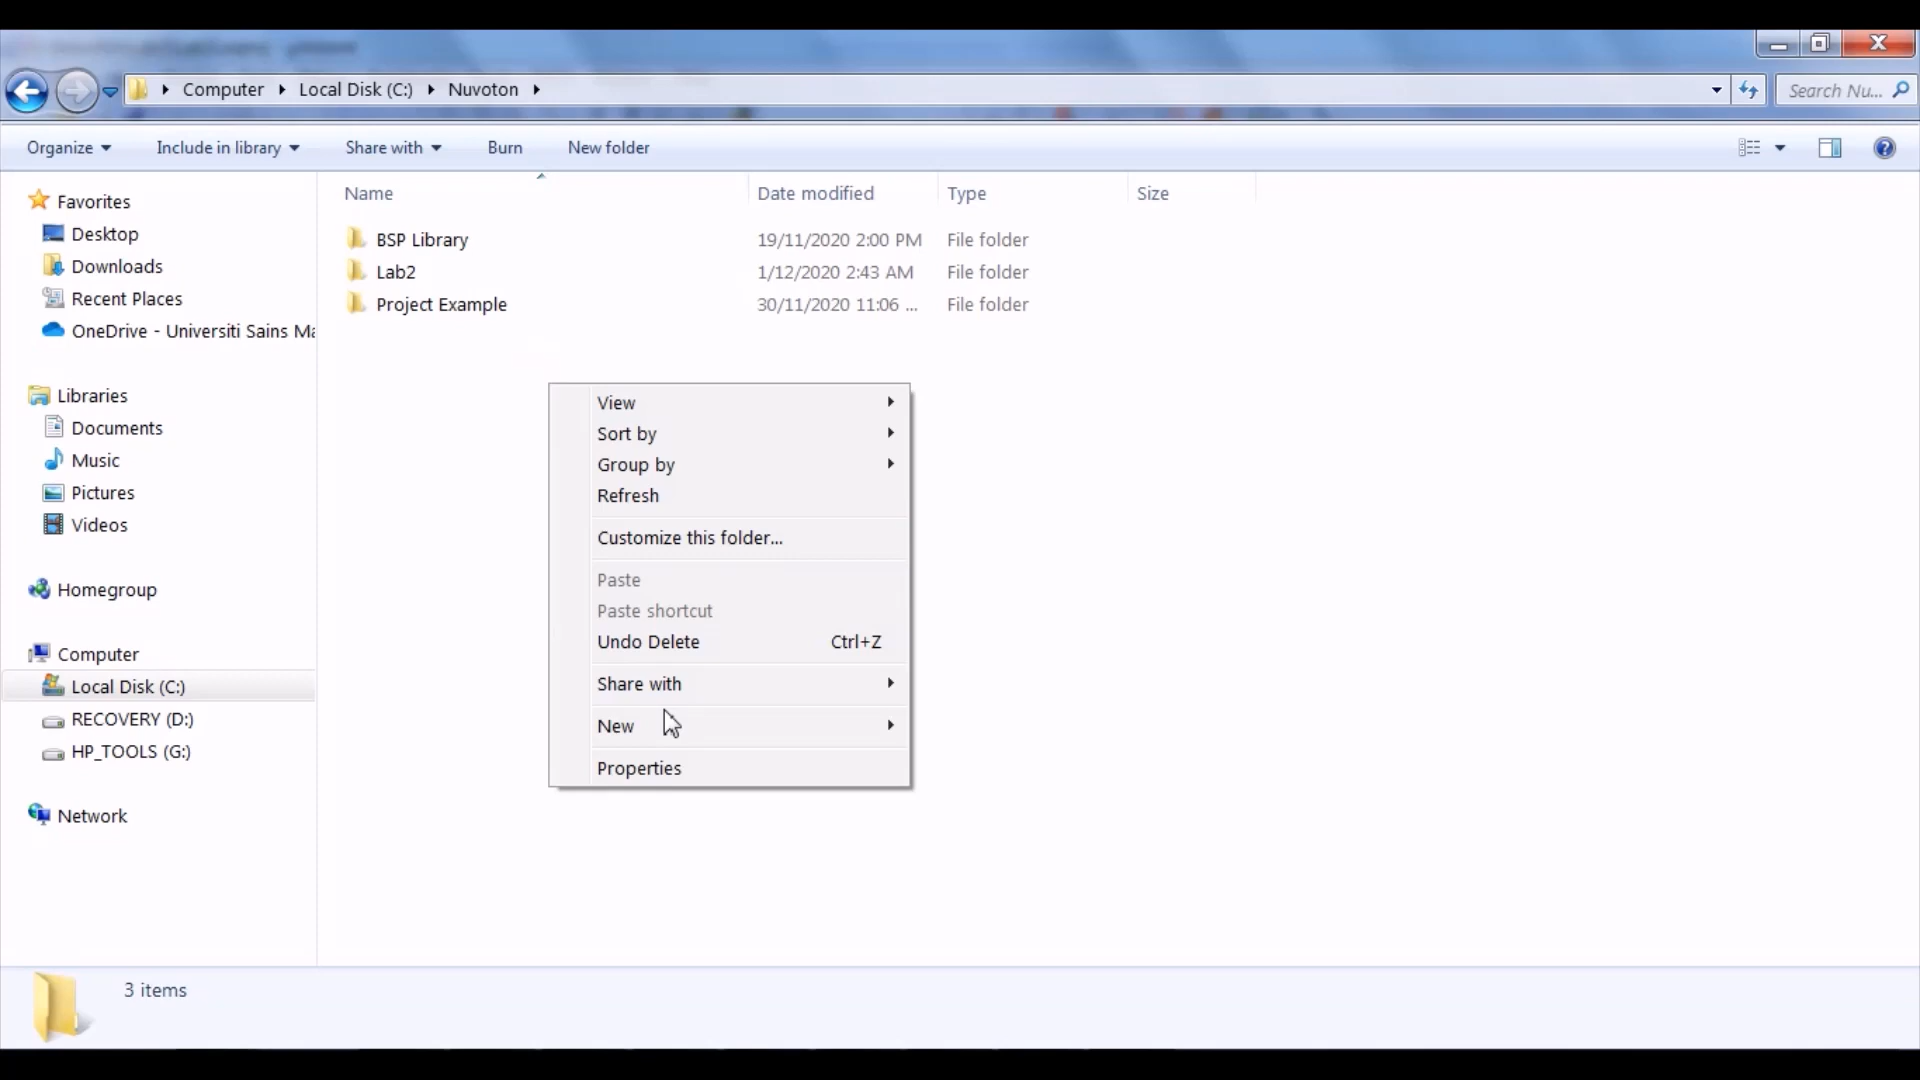 Computer Local Disk (C:) Nuvoton
Search Nu...
Organize Include in library Share with Burn New folder
Name Date modified Type Size
Favorites
Desktop
Downloads
Recent Places
OneDrive - Universiti Sains Ma
Libraries
Documents
Music
Pictures
Videos
Homegroup
Computer
Local Disk (C:)
RECOVERY (D:)
HP_TOOLS (G:)
Network
BSP Library 19/11/2020 2:00 PM File folder
Lab2 1/12/2020 2:43 AM File folder
Project Example 30/11/2020 11:06 ... File folder
View
Sort by
Group by
Refresh
Customize this folder...
Paste
Paste shortcut
Undo Delete Ctrl+Z
Share with
New
Properties
3 items